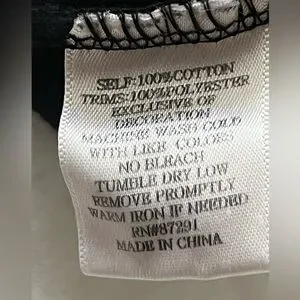 SELF:100%COTTON
TRIMS:100%POLYESTER
EXCLUSIVE OF
DECORATION
MACHINE WASH COLD
WITH LIKE COLORS
NO BLEACH
TUMBLE DRY LOW
REMOVE PROMPTLY
WARM IRON IF NEEDED
RN#87291
MADE IN CHINA